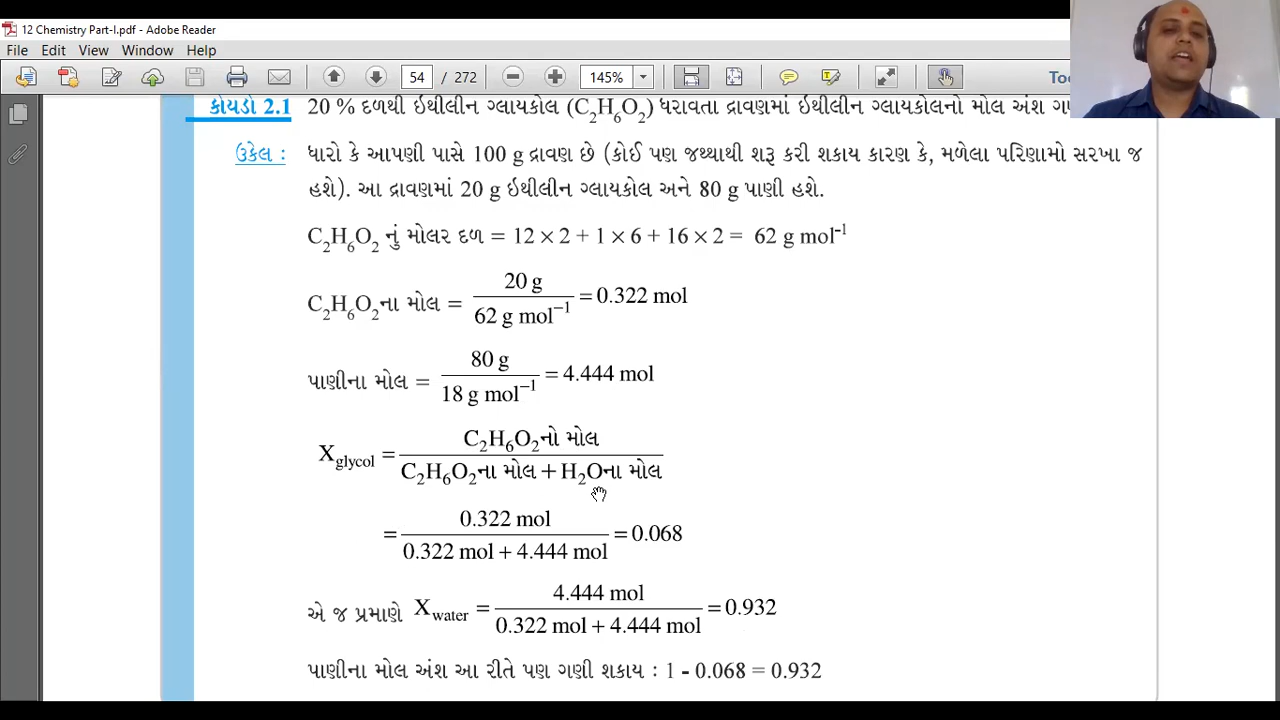 12 Chemistry Part-I.pdf - Adobe Reader
File Edit View Window Help
54 / 272 145%
કોયડો 2.1 20 % દળથી ઇથીલીન ગ્લાયકોલ (C₂H₆O₂) ધરાવતા દ્રાવણમાં ઇથીલીન ગ્લાયકોલનો મોલ અંશ
ઉકેલ : ધારો કે આપણી પાસે 100 g દ્રાવણ છે (કોઈ પણ જથ્થાથી શરૂ કરી શકાય કારણ કે, મળેલા પરિણામો સરખા જ
હશે). આ દ્રાવણમાં 20 g ઇથીલીન ગ્લાયકોલ અને 80 g પાણી હશે.
C₂H₆O₂ નું મોલર દળ = 12 × 2 + 1 × 6 + 16 × 2 = 62 g mol⁻¹
C₂H₆O₂ના મોલ = 20 g / 62 g mol⁻¹ = 0.322 mol
પાણીના મોલ = 80 g / 18 g mol⁻¹ = 4.444 mol
X glycol = C₂H₆O₂નો મોલ / C₂H₆O₂ના મોલ + H₂Oના મોલ
= 0.322 mol / 0.322 mol + 4.444 mol = 0.068
એ જ પ્રમાણે X water = 4.444 mol / 0.322 mol + 4.444 mol = 0.932
પાણીના મોલ અંશ આ રીતે પણ ગણી શકાય : 1 - 0.068 = 0.932